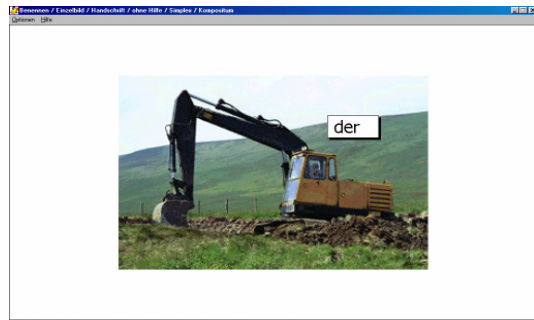 Benennen / Einzelbild / Handschrift / ohne Hilfe / Simplex / Kompositum
Optionen Hilfe
der